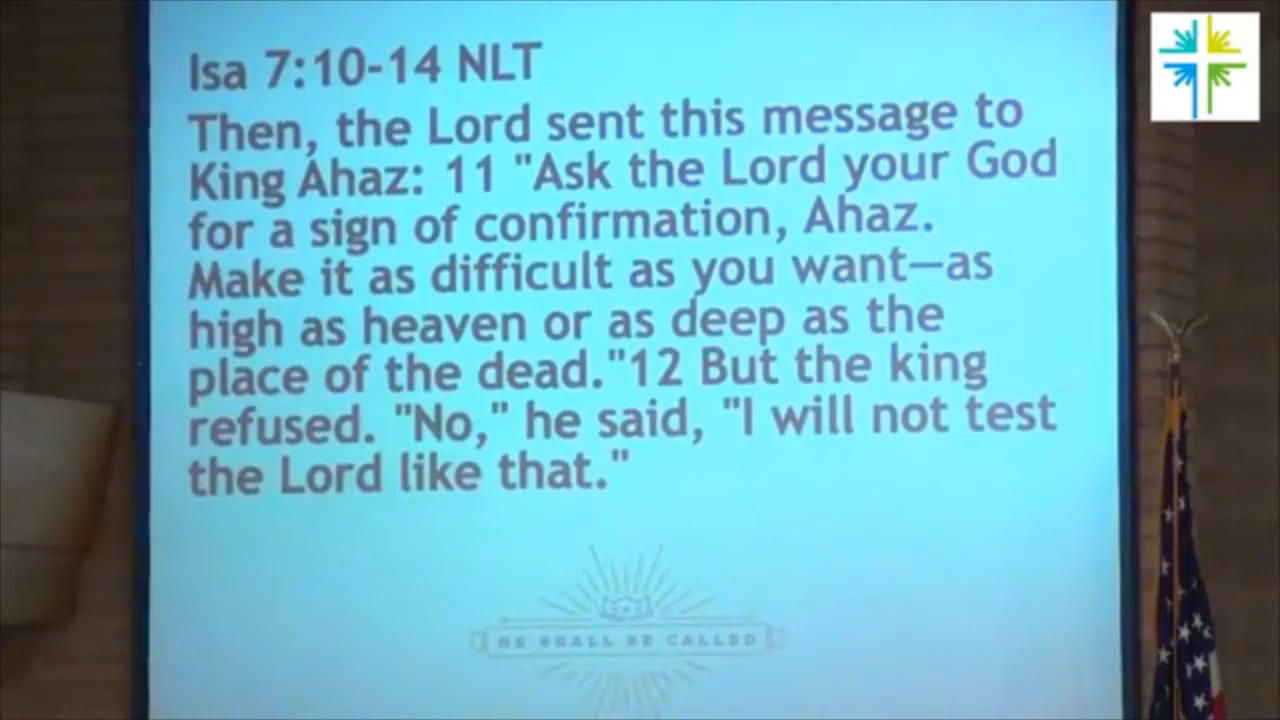 Isa 7:10-14 NLT
Then, the Lord sent this message to
King Ahaz: 11 "Ask the Lord your God
for a sign of confirmation, Ahaz.
Make it as difficult as you want—as
high as heaven or as deep as the
place of the dead."12 But the king
refused. "No," he said, "I will not test
the Lord like that."
HE SHALL BE CALLED